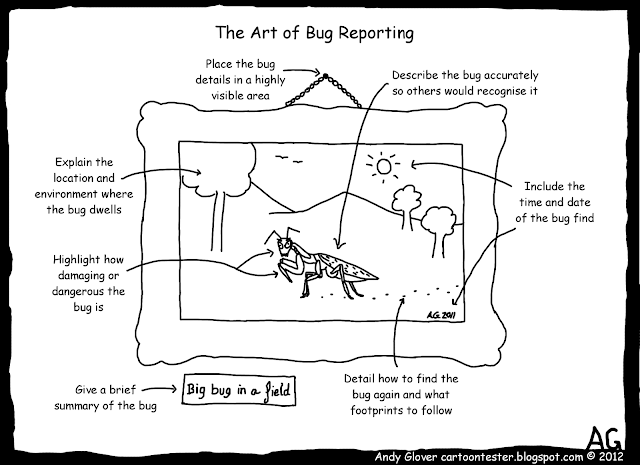 The Art of Bug Reporting
Place the bug
details in a highly
visible area
Describe the bug accurately
so others would recognise it
Explain the
location and
environment where
the bug dwells
Include the
time and date
of the bug find
Highlight how
damaging or
dangerous the
bug is
A.G. 2011
Give a brief
summary of the bug
Big bug in a field
Detail how to find the
bug again and what
footprints to follow
AG
Andy Glover cartoontester.blogspot.com © 2012